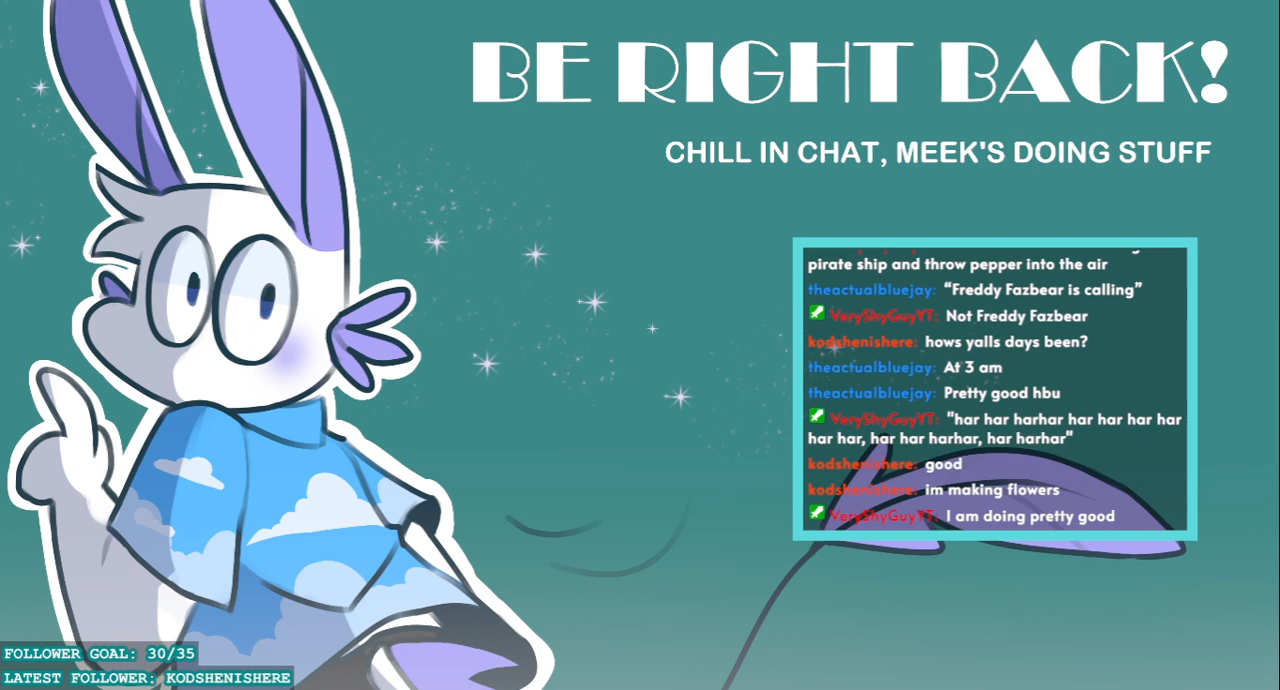 BE RIGHT BACK!
CHILL IN CHAT, MEEK'S DOING STUFF
pirate ship and throw pepper into the air
theactualbluejay: “Freddy Fazbear is calling”
VeryShyGuyYT: Not Freddy Fazbear
kodshenishere: hows yalls days been?
theactualbluejay: At 3 am
theactualbluejay: Pretty good hbu
VeryShyGuyYT: "har har harhar har har har har
har har, har har harhar, har harhar"
kodshenishere: good
kodshenishere: im making flowers
VeryShyGuyYT: I am doing pretty good
FOLLOWER GOAL: 30/35
LATEST FOLLOWER: KODSHENISHERE